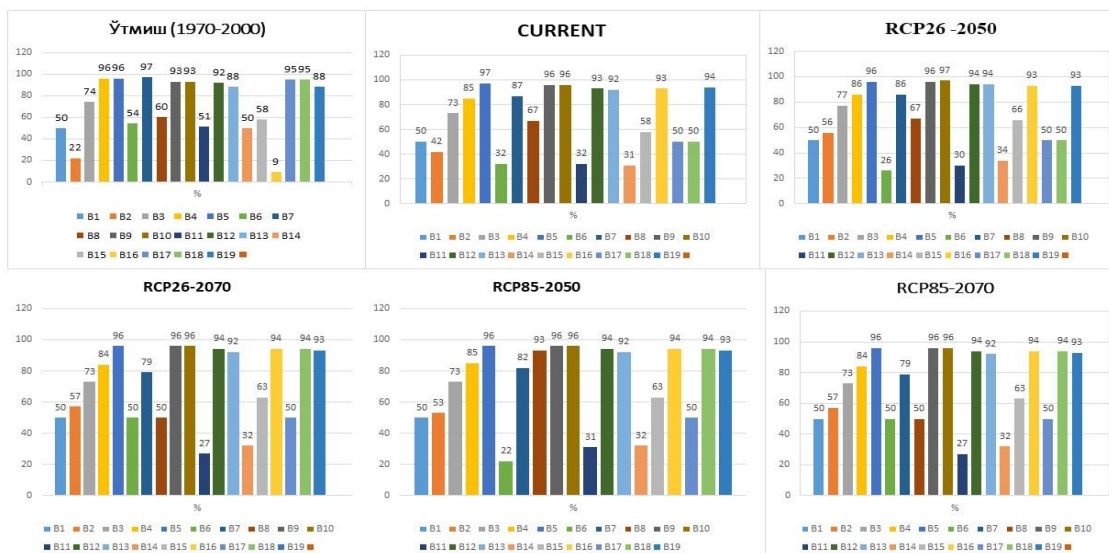 Ўтмиш (1970-2000)
120
100
80
60
40
20
0
50 22 74 96 96 54 97 60 93 93 51 92 88 50 58 9 95 95 88
%
B1 B2 B3 B4 B5 B6 B7
B8 B9 B10 B11 B12 B13 B14
B15 B16 B17 B18 B19
CURRENT
120
100
80
60
40
20
0
50 42 73 85 97 32 87 67 96 96 32 93 92 31 58 93 50 50 94
%
B1 B2 B3 B4 B5 B6 B7 B8 B9 B10
B11 B12 B13 B14 B15 B16 B17 B18 B19
RCP26 -2050
120
100
80
60
40
20
0
50 56 77 86 96 26 86 67 96 97 30 94 94 34 66 93 50 50 93
%
B1 B2 B3 B4 B5 B6 B7 B8 B9 B10
B11 B12 B13 B14 B15 B16 B17 B18 B19
RCP26-2070
120
100
80
60
40
20
0
50 57 73 84 96 50 79 50 96 96 27 94 92 32 63 94 50 94 93
%
B1 B2 B3 B4 B5 B6 B7 B8 B9 B10
B11 B12 B13 B14 B15 B16 B17 B18 B19
RCP85-2050
120
100
80
60
40
20
0
50 53 73 85 96 22 82 93 96 96 31 94 92 32 63 94 50 94 93
%
B1 B2 B3 B4 B5 B6 B7 B8 B9 B10
B11 B12 B13 B14 B15 B16 B17 B18 B19
RCP85-2070
120
100
80
60
40
20
0
50 57 73 84 96 50 79 50 96 96 27 94 92 32 63 94 50 94 93
%
B1 B2 B3 B4 B5 B6 B7 B8 B9 B10
B11 B12 B13 B14 B15 B16 B17 B18 B19